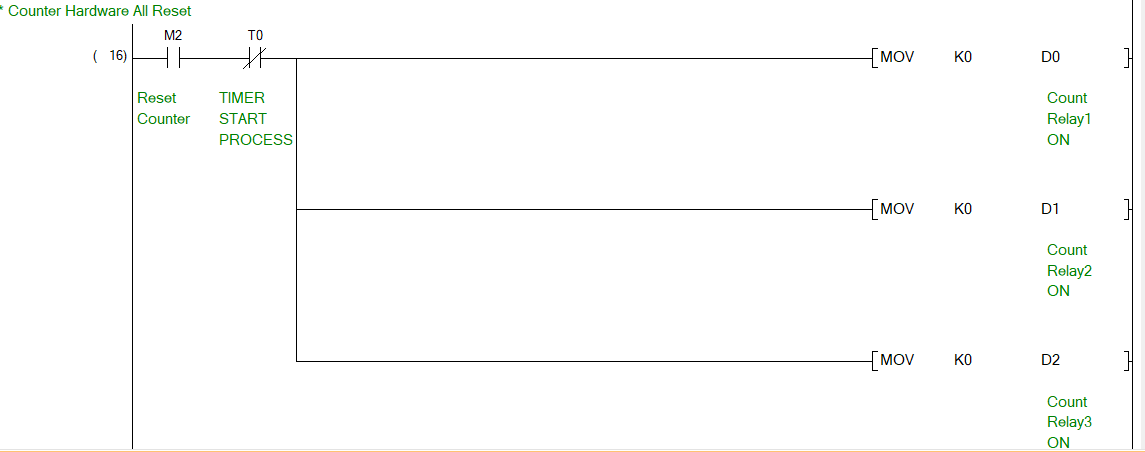 * Counter Hardware All Reset
M2 T0
( 16) MOV K0 D0
Reset TIMER Count
Counter START Relay1
PROCESS ON
MOV K0 D1
Count
Relay2
ON
MOV K0 D2
Count
Relay3
ON